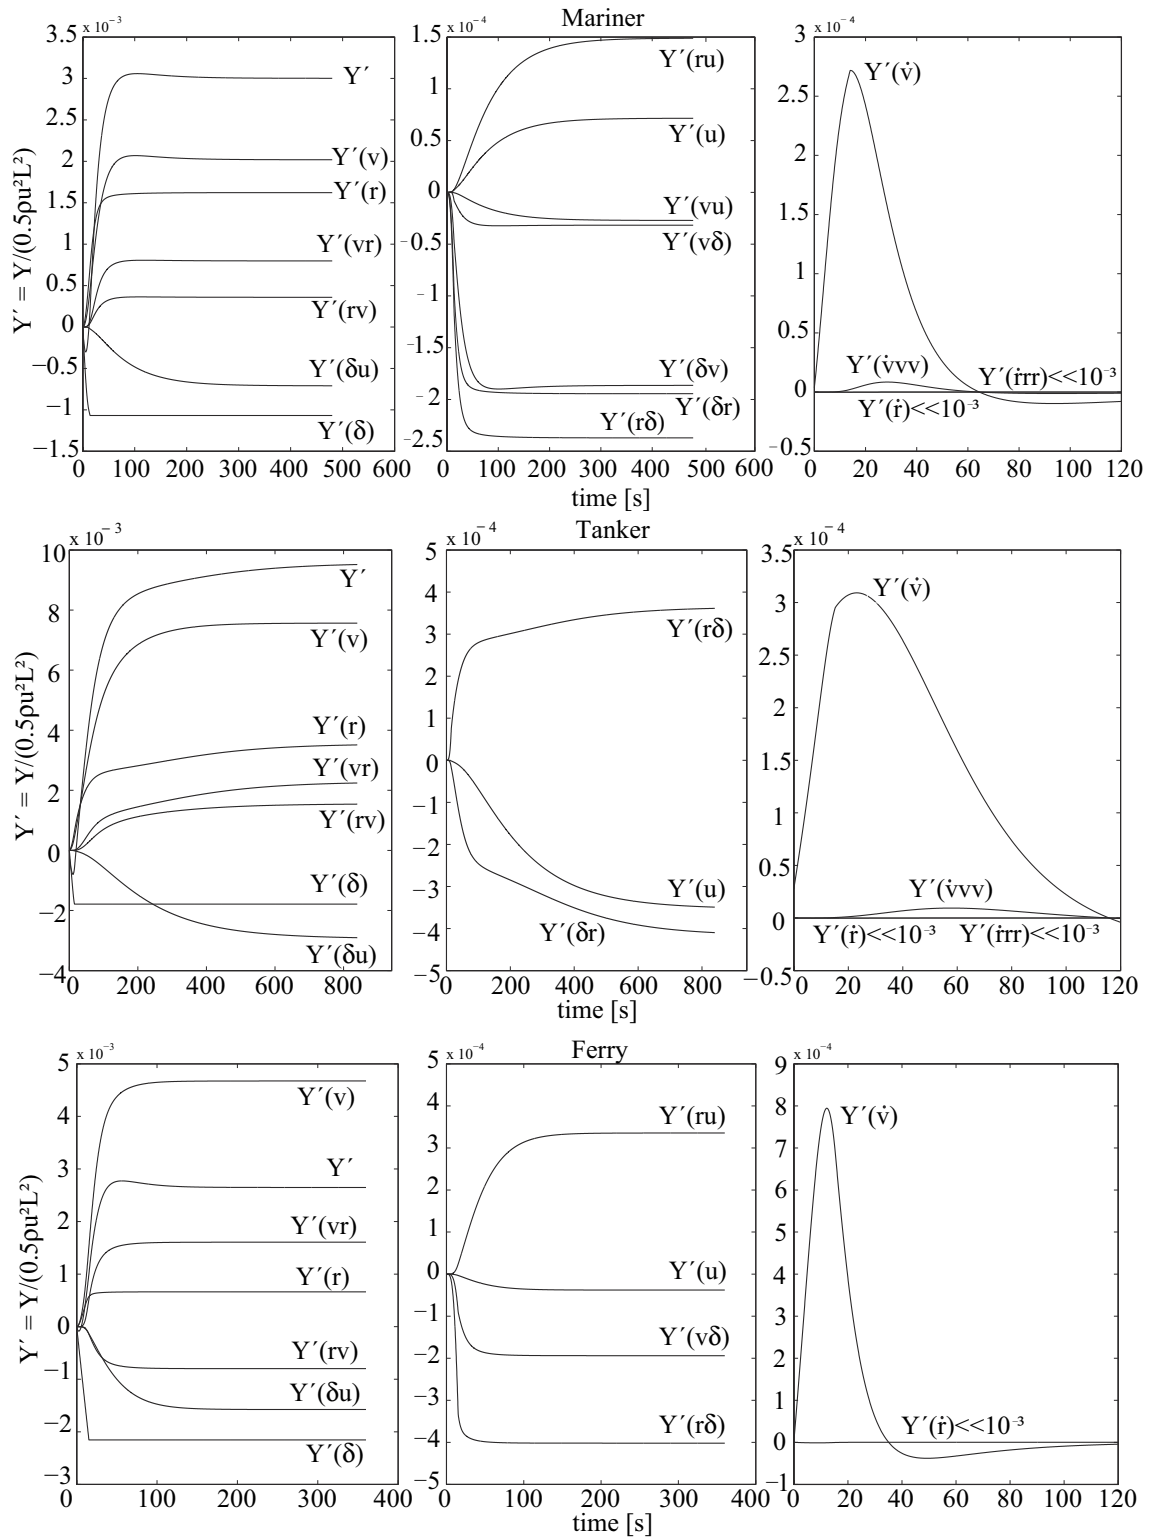 Mariner
x 10⁻³
3.5
3
2.5
2
1.5
1
0.5
0
−0.5
−1
−1.5
0 100 200 300 400 500 600
Y´ = Y/(0.5ρu²L²)
Y´
Y´(v)
Y´(r)
Y´(vr)
Y´(rv)
Y´(δu)
Y´(δ)
x 10⁻⁴
1.5
1
0.5
0
-0.5
-1
-1.5
-2
-2.5
0 100 200 300 400 500 600
time [s]
Y´(ru)
Y´(u)
Y´(vu)
Y´(vδ)
Y´(δv)
Y´(δr)
Y´(rδ)
x 10⁻⁴
3
2.5
2
1.5
1
0.5
0
-0.5
0 20 40 60 80 100 120
Y´(v̇)
Y´(v̇vv)
Y´(ṙrr)<<10⁻³
Y´(ṙ)<<10⁻³
Tanker
x 10⁻³
10
8
6
4
2
0
−2
−4
0 200 400 600 800
Y´ = Y/(0.5ρu²L²)
Y´
Y´(v)
Y´(r)
Y´(vr)
Y´(rv)
Y´(δ)
Y´(δu)
x 10⁻⁴
5
4
3
2
1
0
−1
−2
−3
−4
−5
0 200 400 600 800
time [s]
Y´(rδ)
Y´(u)
Y´(δr)
x 10⁻⁴
3.5
3
2.5
2
1.5
1
0.5
0
−0.5
0 20 40 60 80 100 120
Y´(v̇)
Y´(v̇vv)
Y´(ṙ)<<10⁻³ Y´(ṙrr)<<10⁻³
Ferry
x 10⁻³
5
4
3
2
1
0
−1
−2
−3
0 100 200 300 400
Y´ = Y/(0.5ρu²L²)
Y´(v)
Y´
Y´(vr)
Y´(r)
Y´(rv)
Y´(δu)
Y´(δ)
x 10⁻⁴
5
4
3
2
1
0
−1
−2
−3
−4
−5
0 100 200 300 400
time [s]
Y´(ru)
Y´(u)
Y´(vδ)
Y´(rδ)
x 10⁻⁴
9
8
7
6
5
4
3
2
1
0
−1
0 20 40 60 80 100 120
Y´(v̇)
Y´(ṙ)<<10⁻³